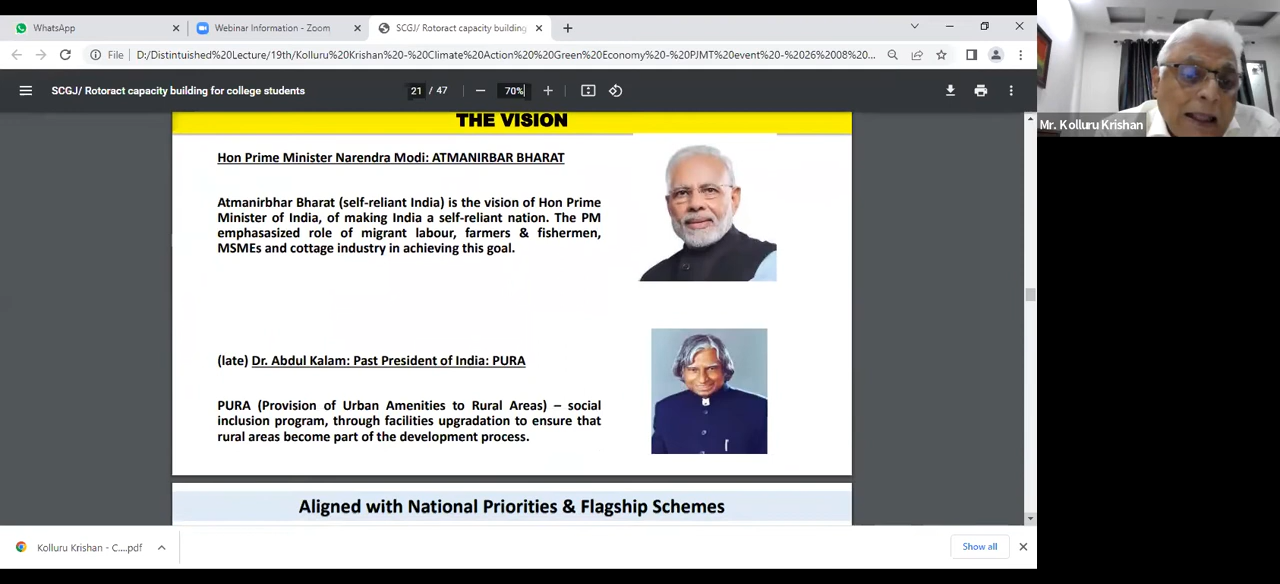 WhatsApp
Webinar Information - Zoom
SCGJ/ Rotoract capacity building
File
D:/Distintuished%20Lecture/19th/Kolluru%20Krishan%20-%20Climate%20Action%20%20Green%20Economy%20-%20PJMT%20event%20-%2026%2008%20...
SCGJ/ Rotoract capacity building for college students
21 / 47
70%
THE VISION
Hon Prime Minister Narendra Modi: ATMANIRBAR BHARAT
Atmanirbhar Bharat (self-reliant India) is the vision of Hon Prime
Minister of India, of making India a self-reliant nation. The PM
emphasasized role of migrant labour, farmers & fishermen,
MSMEs and cottage industry in achieving this goal.
(late) Dr. Abdul Kalam: Past President of India: PURA
PURA (Provision of Urban Amenities to Rural Areas) – social
inclusion program, through facilities upgradation to ensure that
rural areas become part of the development process.
Aligned with National Priorities & Flagship Schemes
Kolluru Krishan - C....pdf
Show all
Mr. Kolluru Krishan